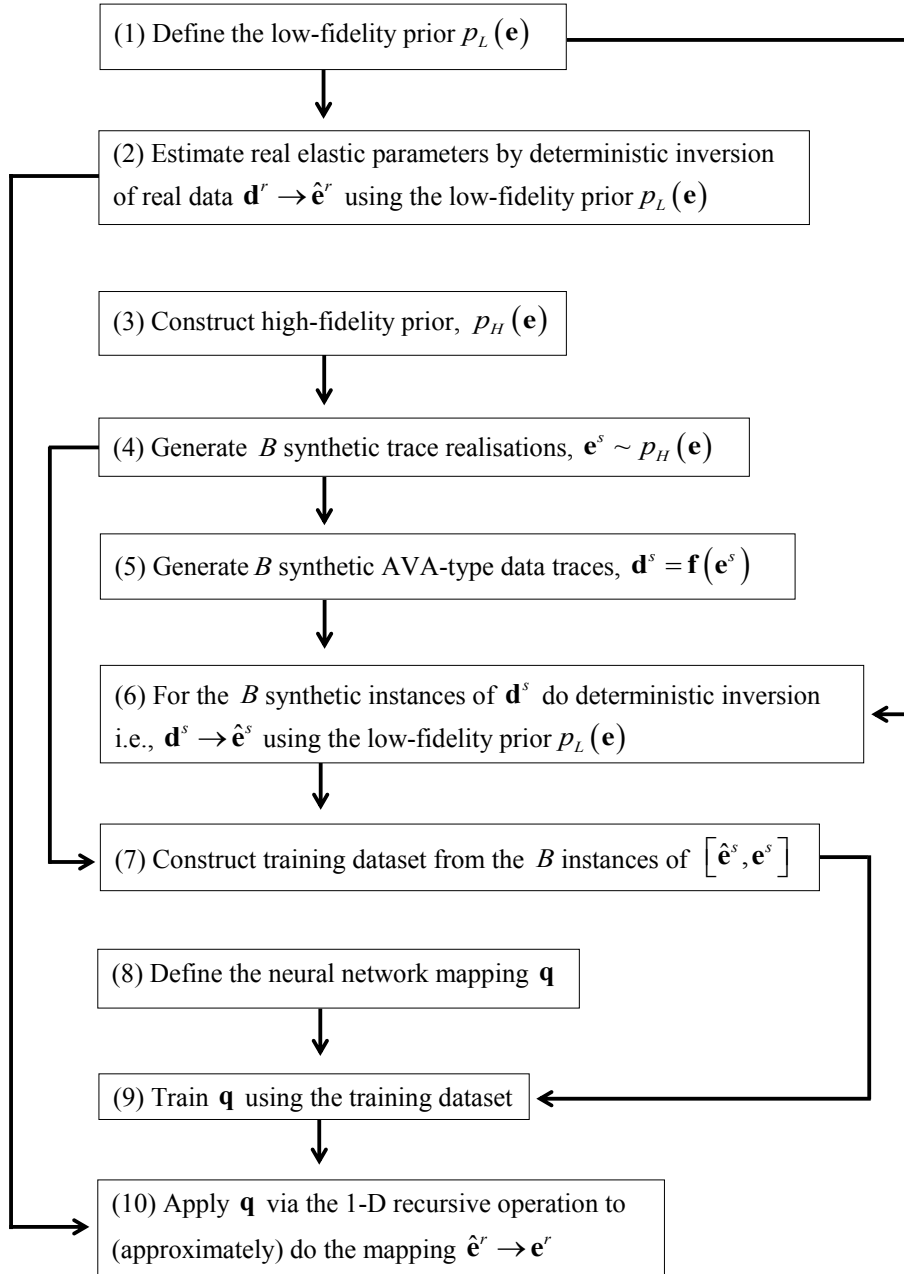 (1) Define the low-fidelity prior p_L(e)
(2) Estimate real elastic parameters by deterministic inversion
of real data d^r → ê^r using the low-fidelity prior p_L(e)
(3) Construct high-fidelity prior, p_H(e)
(4) Generate B synthetic trace realisations, e^s ~ p_H(e)
(5) Generate B synthetic AVA-type data traces, d^s = f(e^s)
(6) For the B synthetic instances of d^s do deterministic inversion
i.e., d^s → ê^s using the low-fidelity prior p_L(e)
(7) Construct training dataset from the B instances of [ê^s, e^s]
(8) Define the neural network mapping q
(9) Train q using the training dataset
(10) Apply q via the 1-D recursive operation to
(approximately) do the mapping ê^r → e^r